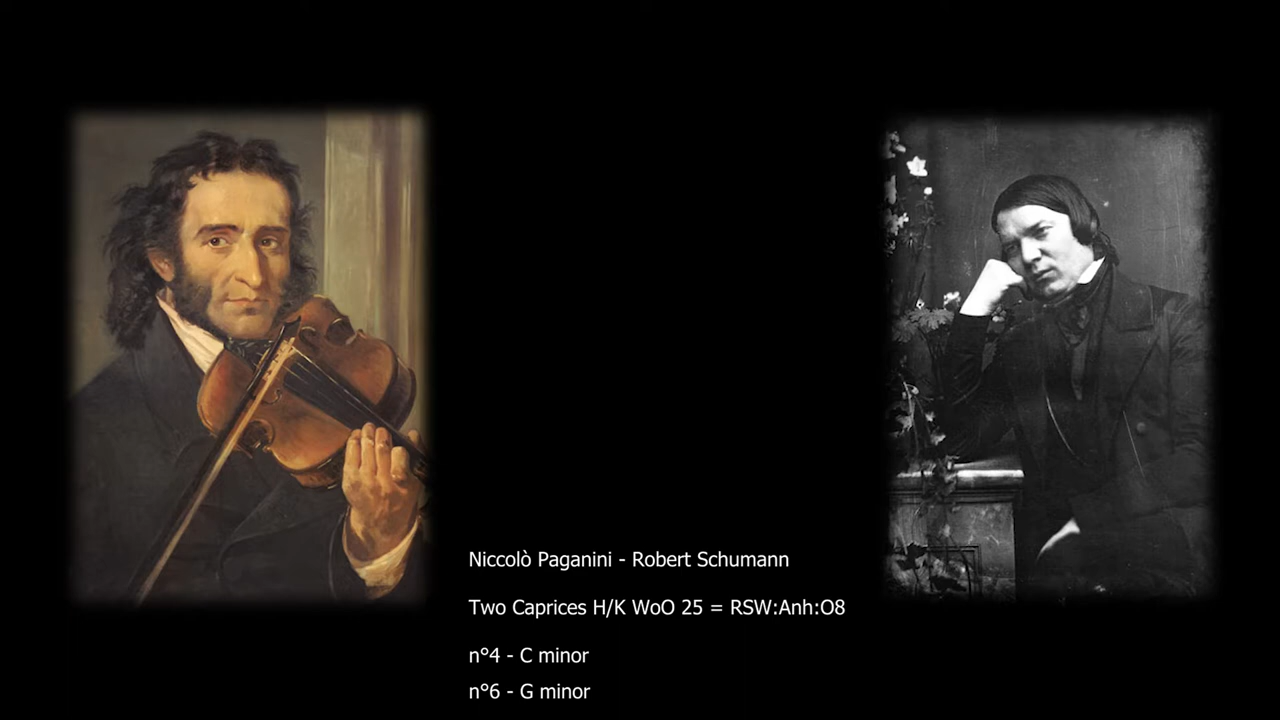 Niccolò Paganini - Robert Schumann
Two Caprices H/K WoO 25 = RSW:Anh:O8
n°4 - C minor
n°6 - G minor